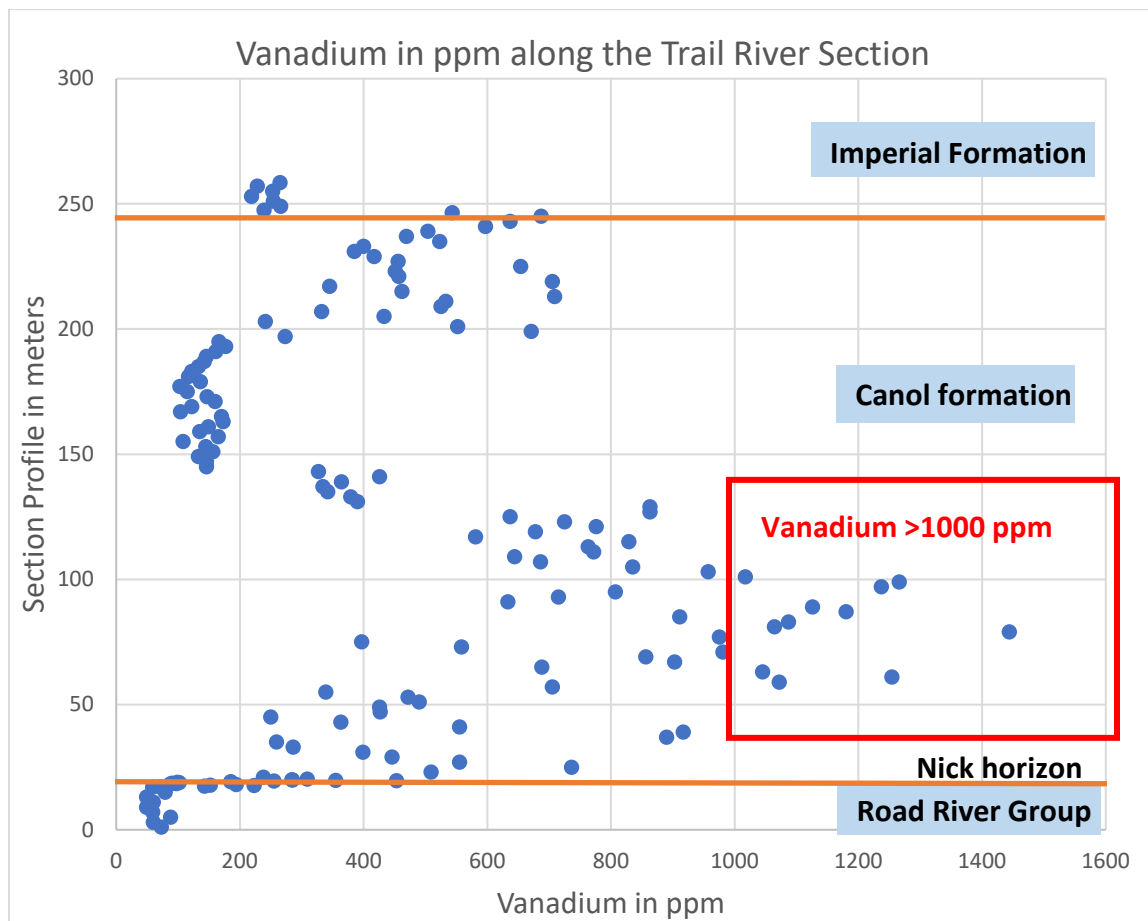 Vanadium in ppm along the Trail River Section
300
250
200
150
100
50
0
Section Profile in meters
Imperial Formation
Canol formation
Vanadium >1000 ppm
Nick horizon
Road River Group
0 200 400 600 800 1000 1200 1400 1600
Vanadium in ppm